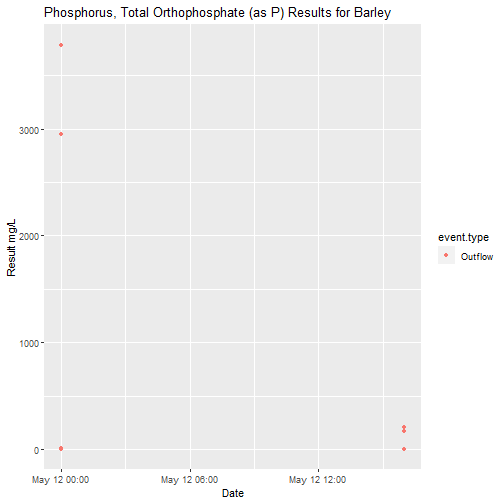 Phosphorus, Total Orthophosphate (as P) Results for Barley
3000
2000
1000
0
Result mg/L
May 12 00:00
May 12 06:00
May 12 12:00
Date
event.type
Outflow